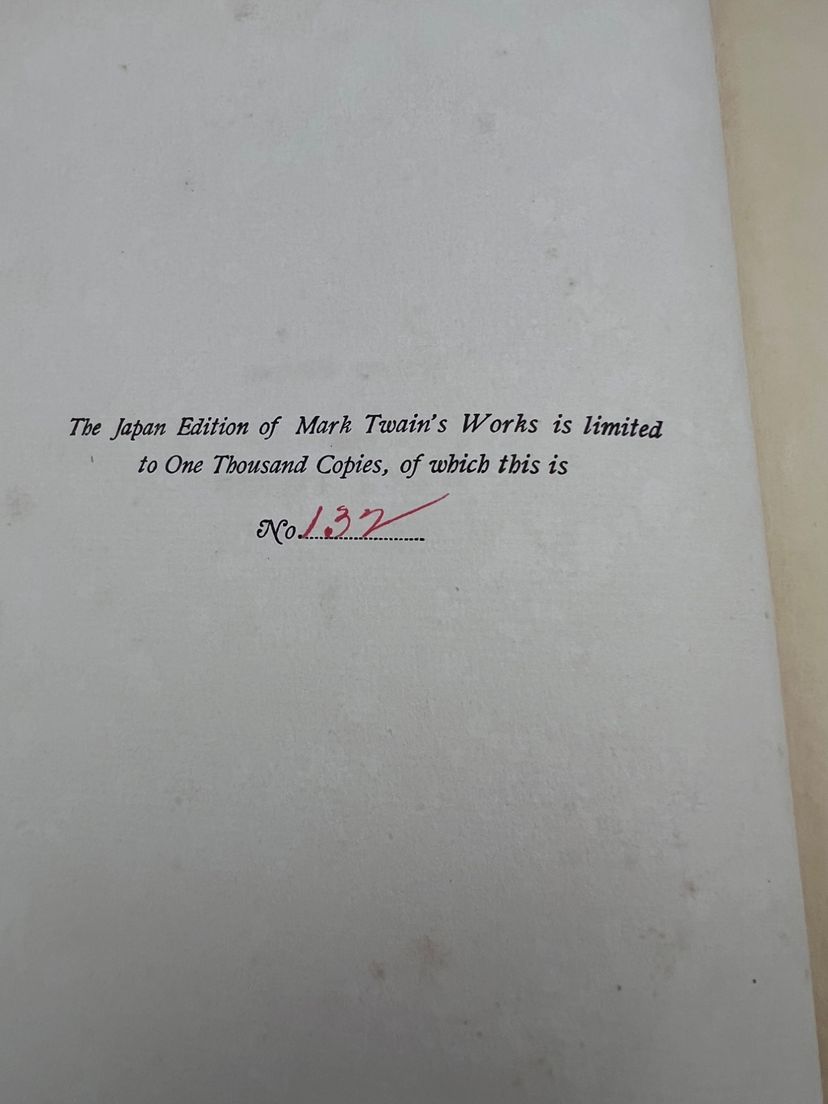 The Japan Edition of Mark Twain's Works is limited
to One Thousand Copies, of which this is
No. 132